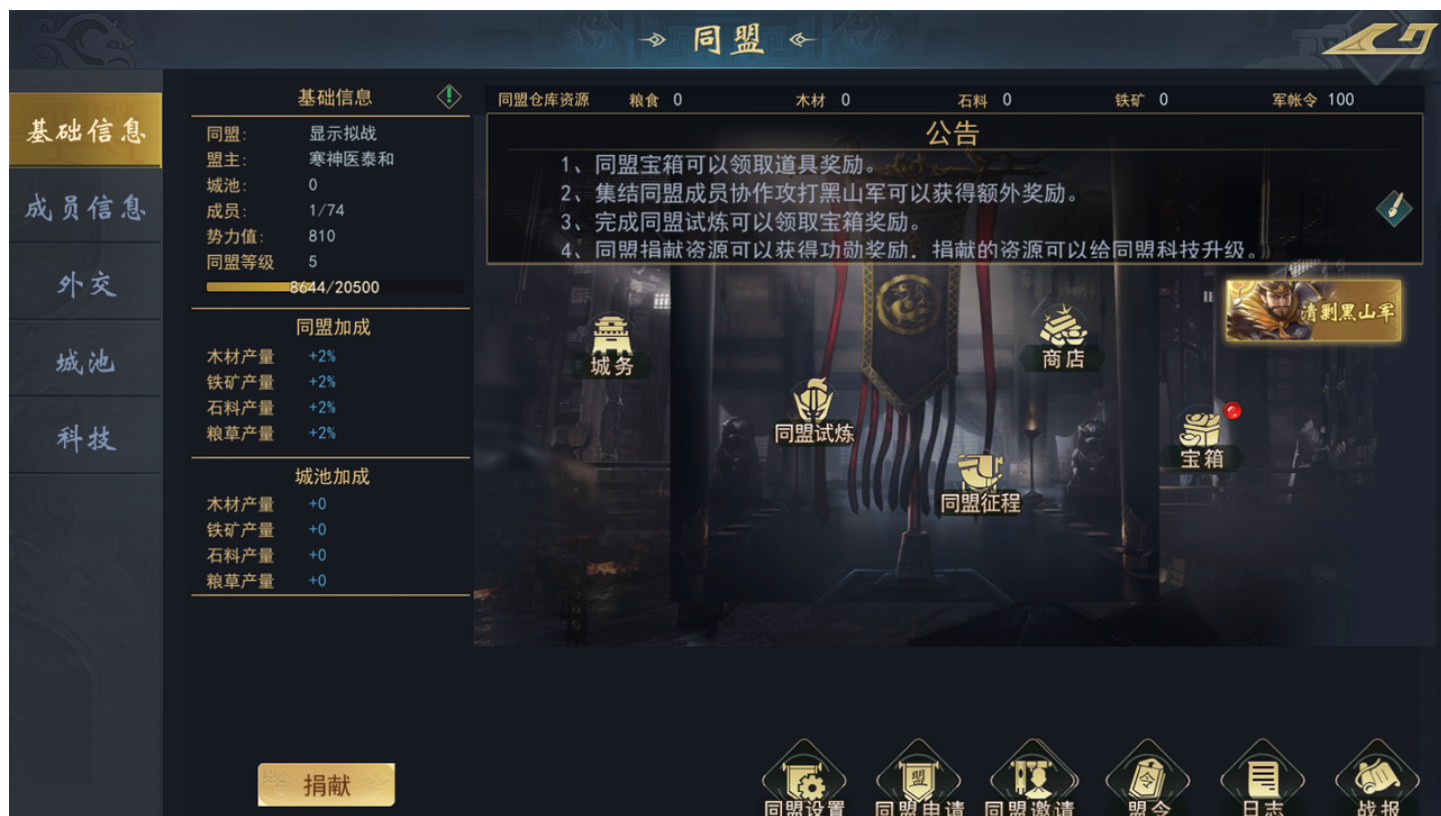 同盟
基础信息
成员信息
外交
城池
科技
基础信息
同盟: 显示拟战
盟主: 寒神医泰和
城池: 0
成员: 1/74
势力值: 810
同盟等级 5
8644/20500
同盟加成
木材产量 +2%
铁矿产量 +2%
石料产量 +2%
粮草产量 +2%
城池加成
木材产量 +0
铁矿产量 +0
石料产量 +0
粮草产量 +0
捐献
同盟仓库资源 粮食 0 木材 0 石料 0 铁矿 0 军帐令 100
公告
1、同盟宝箱可以领取道具奖励。
2、集结同盟成员协作攻打黑山军可以获得额外奖励。
3、完成同盟试炼可以领取宝箱奖励。
4、同盟捐献资源可以获得功勋奖励，捐献的资源可以给同盟科技升级。
清剿黑山军
城务
商店
同盟试炼
宝箱
同盟征程
盟
令
同盟设置
同盟申请
同盟邀请
盟令
日志
战报